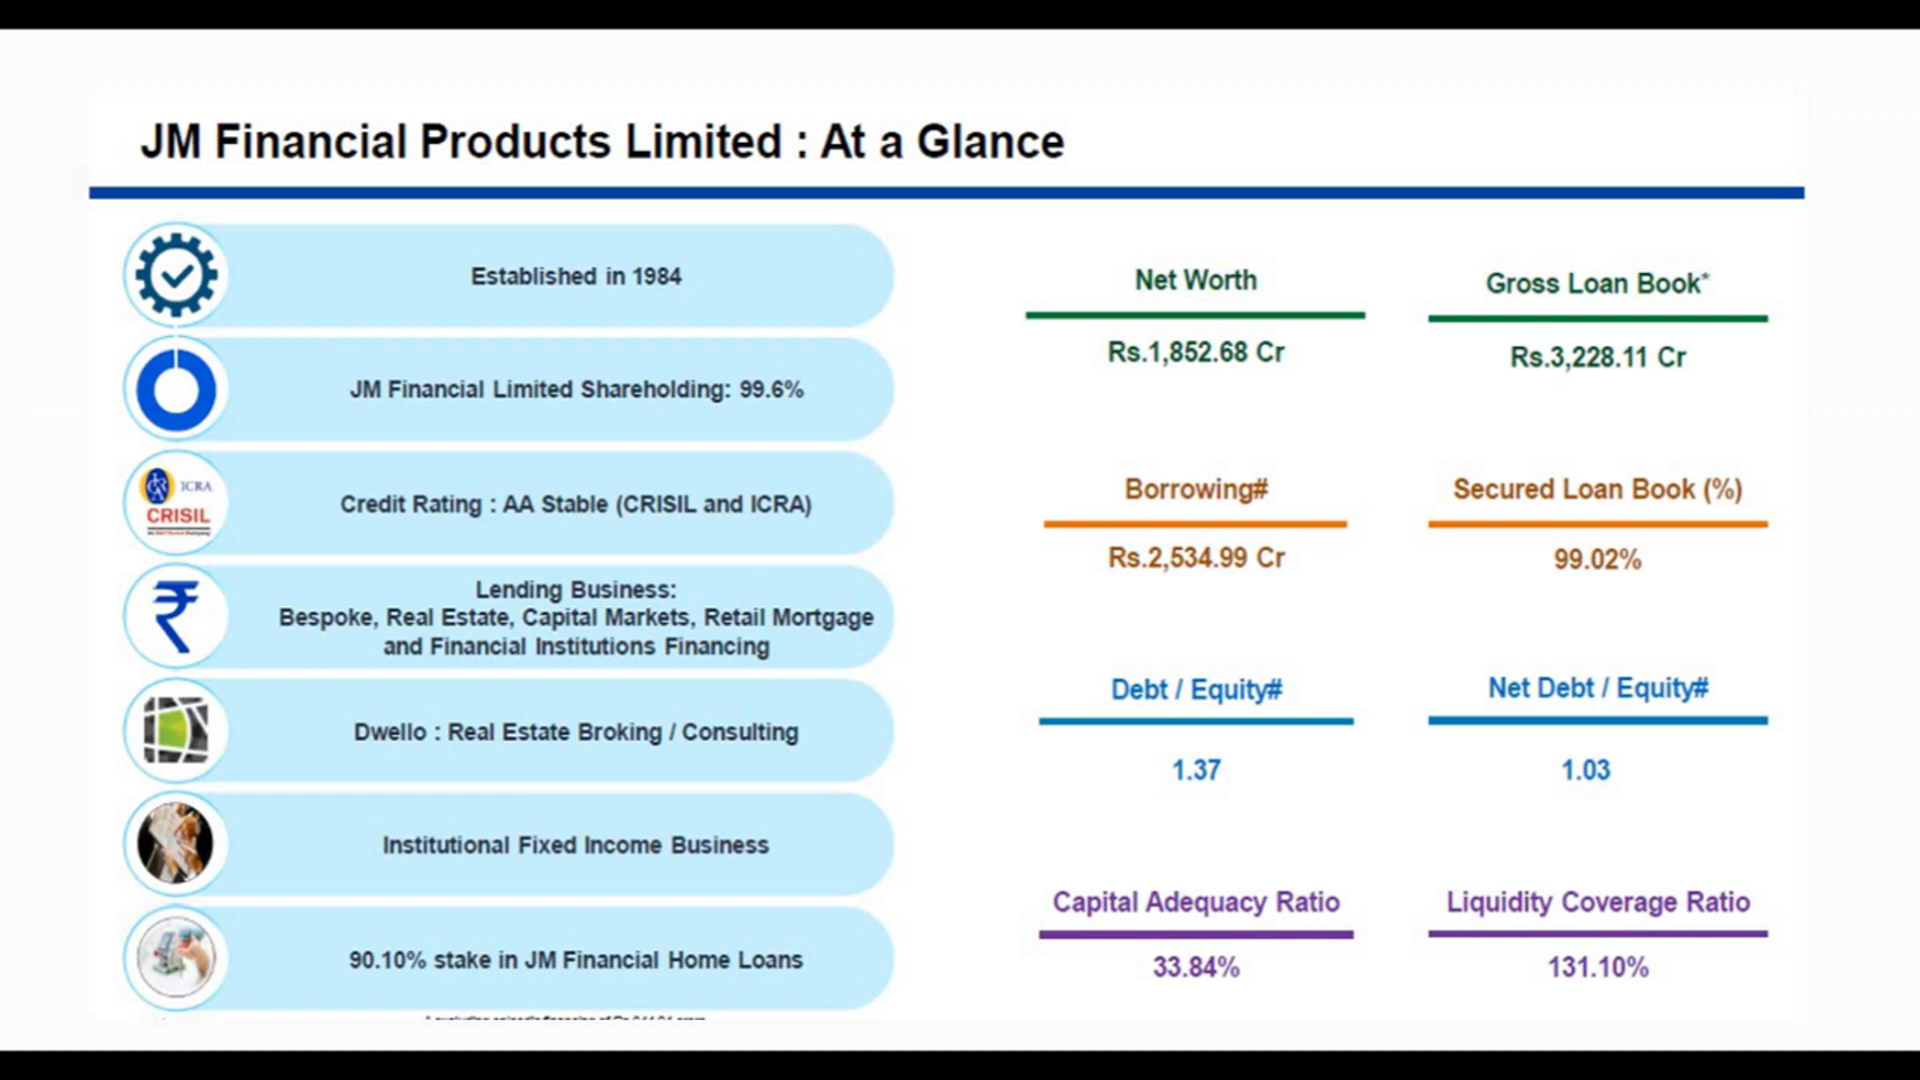 JM Financial Products Limited : At a Glance
Established in 1984
JM Financial Limited Shareholding: 99.6%
ICRA
CRISIL
Credit Rating : AA Stable (CRISIL and ICRA)
Lending Business:
Bespoke, Real Estate, Capital Markets, Retail Mortgage
and Financial Institutions Financing
Dwello : Real Estate Broking / Consulting
Institutional Fixed Income Business
90.10% stake in JM Financial Home Loans
Net Worth
Rs.1,852.68 Cr
Gross Loan Book*
Rs.3,228.11 Cr
Borrowing#
Rs.2,534.99 Cr
Secured Loan Book (%)
99.02%
Debt / Equity#
1.37
Net Debt / Equity#
1.03
Capital Adequacy Ratio
33.84%
Liquidity Coverage Ratio
131.10%